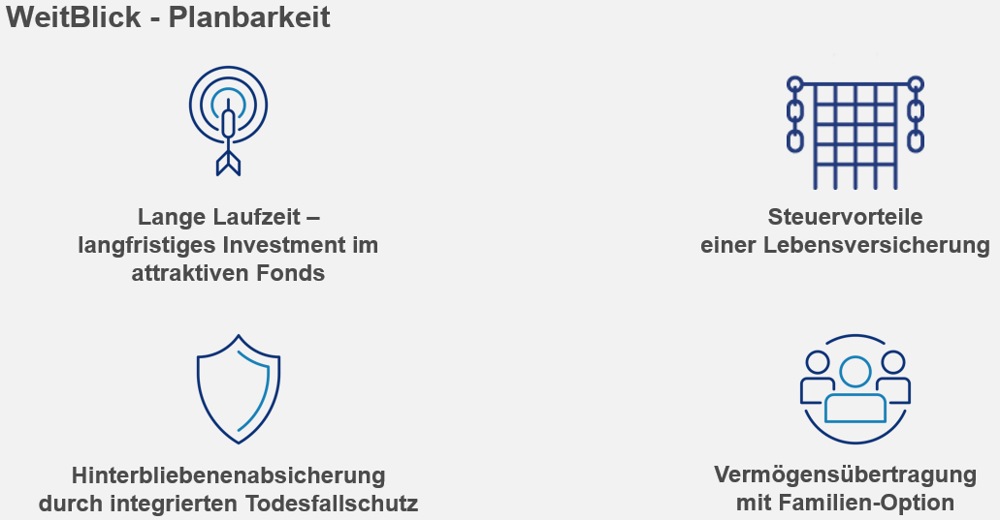 WeitBlick - Planbarkeit
Lange Laufzeit –
langfristiges Investment im
attraktiven Fonds
Steuervorteile
einer Lebensversicherung
Hinterbliebenenabsicherung
durch integrierten Todesfallschutz
Vermögensübertragung
mit Familien-Option